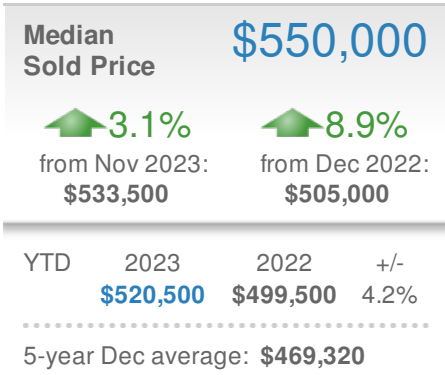 Median
Sold Price
$550,000
3.1%
8.9%
from Nov 2023:
from Dec 2022:
$533,500
$505,000
YTD 2023 2022 +/-
$520,500 $499,500 4.2%
5-year Dec average: $469,320